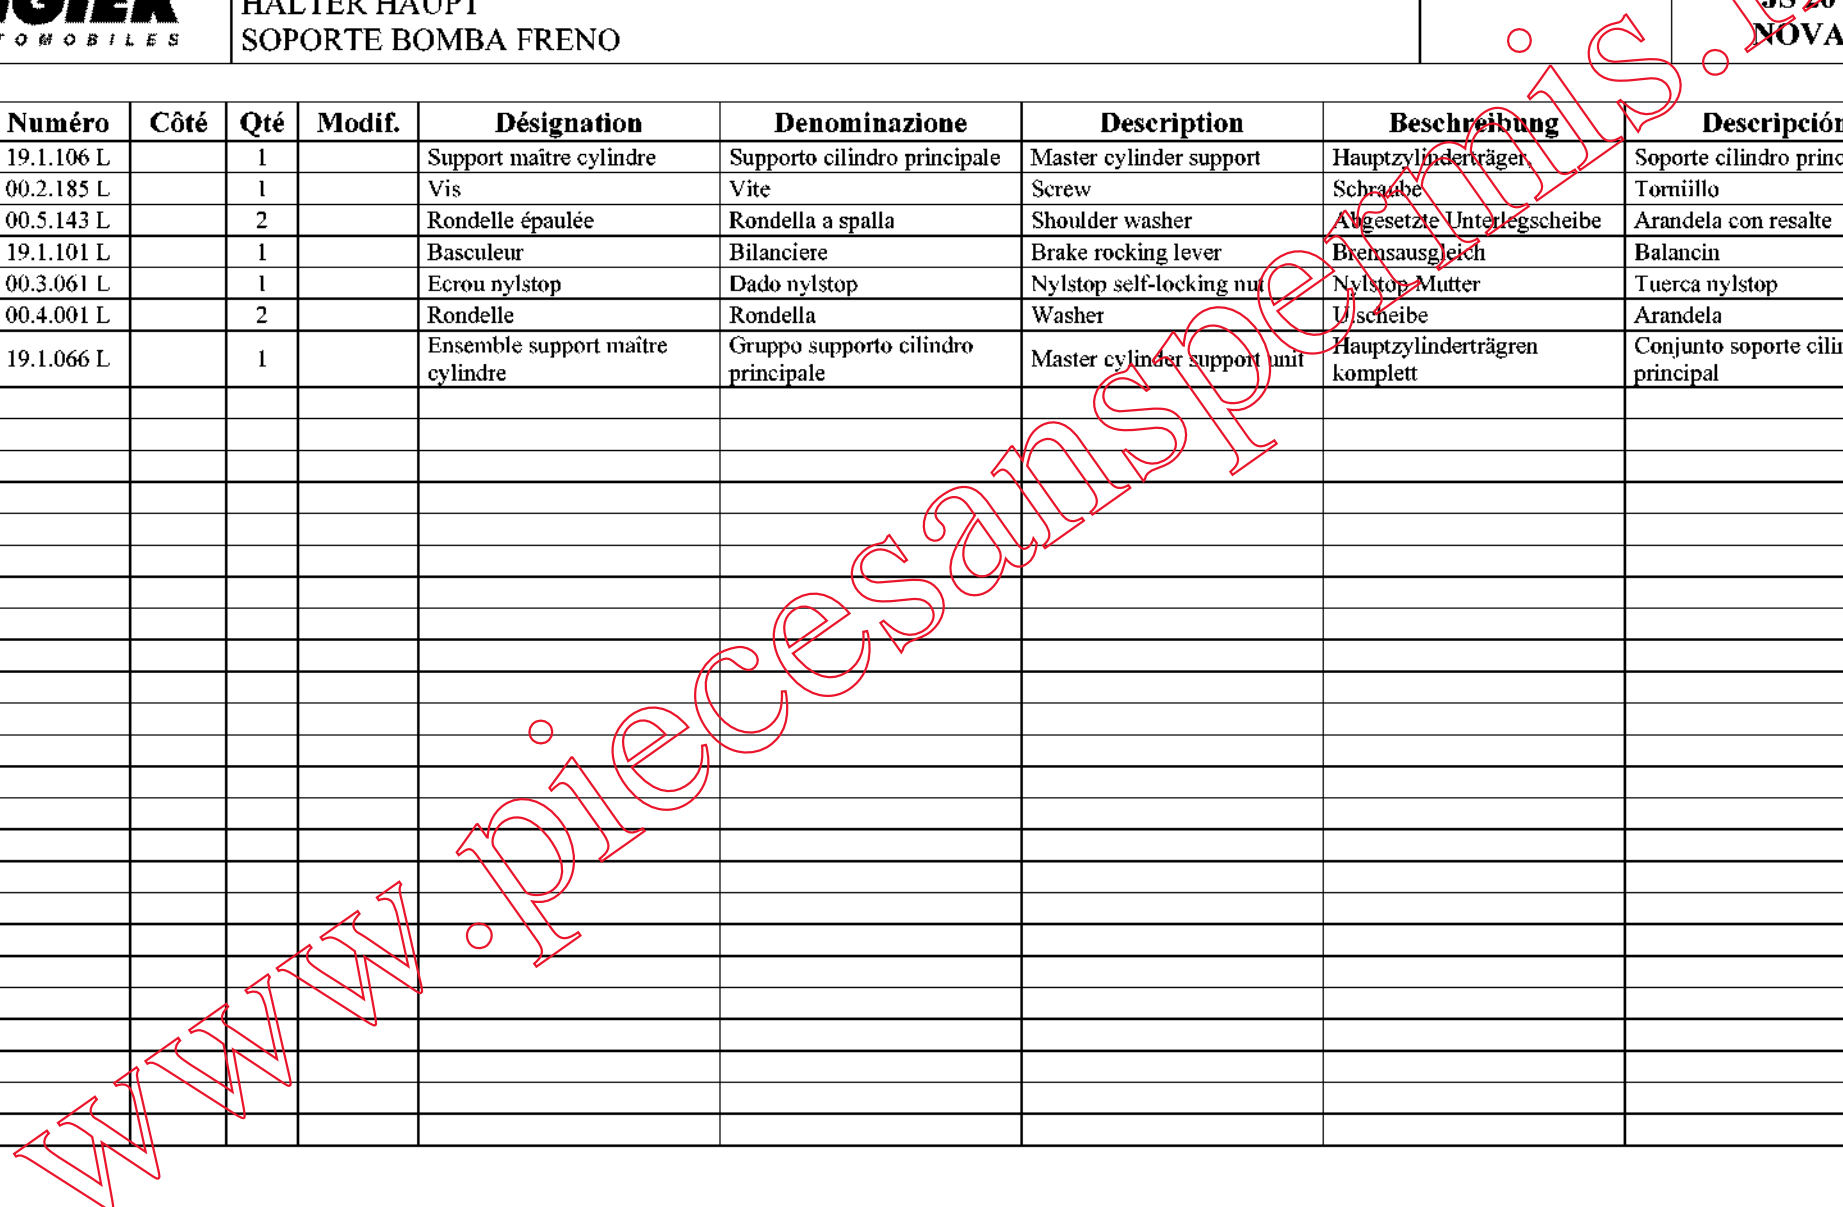 HALTER HAUPT
SOPORTE BOMBA FRENO
NOVA
Numéro Côté Qté Modif. Désignation Denominazione Description Beschreibung Descripción
19.1.106 L 1 Support maître cylindre Supporto cilindro principale Master cylinder support Hauptzylinderträger, Soporte cilindro
00.2.185 L 1 Vis Vite Screw Schraube Torniillo
00.5.143 L 2 Rondelle épaulée Rondella a spalla Shoulder washer Abgesetzte Unterlegscheibe Arandela con resalte
19.1.101 L 1 Basculeur Bilanciere Brake rocking lever Bremsausgleich Balancin
00.3.061 L 1 Ecrou nylstop Dado nylstop Nylstop self-locking nut Nylstop Mutter Tuerca nylstop
00.4.001 L 2 Rondelle Rondella Washer U.scheibe Arandela
19.1.066 L 1 Ensemble support maître cylindre Gruppo supporto cilindro principale Master cylinder support unit Hauptzylinderträgren komplett Conjunto soporte principal
www.piecesanspermis.